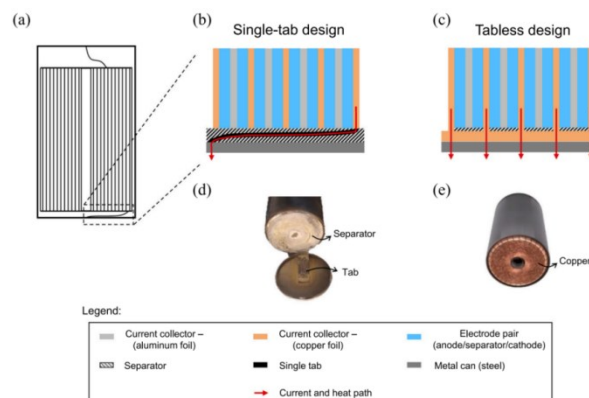 (a)
(b)
Single-tab design
(c)
Tabless design
(d)
Separator
Tab
(e)
Copper
Legend:
Current collector –
(aluminum foil)
Current collector –
(copper foil)
Electrode pair
(anode/separator/cathode)
Separator
Single tab
Metal can (steel)
Current and heat path